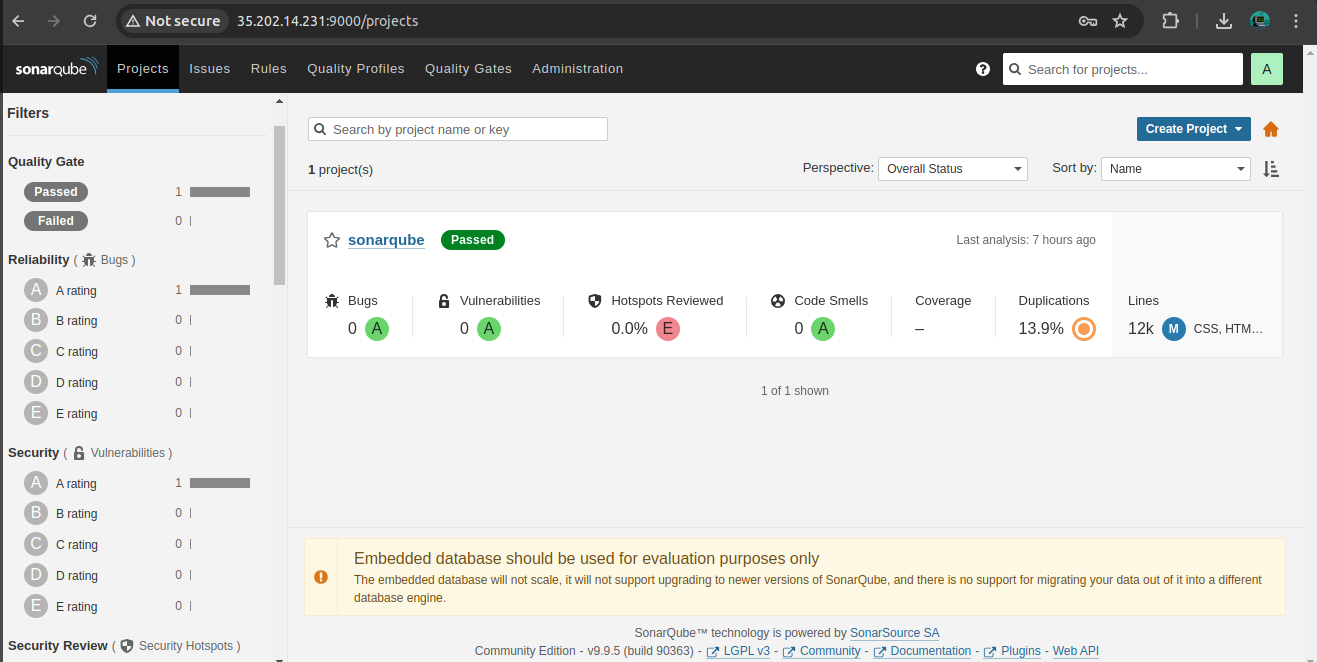 Not secure 35.202.14.231:9000/projects
sonarqube Projects Issues Rules Quality Profiles Quality Gates Administration ? Search for projects... A
Filters
Quality Gate
Passed 1
Failed 0
Reliability ( Bugs )
A A rating 1
B B rating 0
C C rating 0
D D rating 0
E E rating 0
Security ( Vulnerabilities )
A A rating 1
B B rating 0
C C rating 0
D D rating 0
E E rating 0
Security Review ( Security Hotspots )
Search by project name or key Create Project
1 project(s) Perspective: Overall Status Sort by: Name
sonarqube Passed Last analysis: 7 hours ago
Bugs Vulnerabilities Hotspots Reviewed Code Smells Coverage Duplications Lines
0 A 0 A 0.0% E 0 A – 13.9% 12k M CSS, HTM…
1 of 1 shown
Embedded database should be used for evaluation purposes only
The embedded database will not scale, it will not support upgrading to newer versions of SonarQube, and there is no support for migrating your data out of it into a different
database engine.
SonarQube™ technology is powered by SonarSource SA
Community Edition - v9.9.5 (build 90363) - LGPL v3 - Community - Documentation - Plugins - Web API